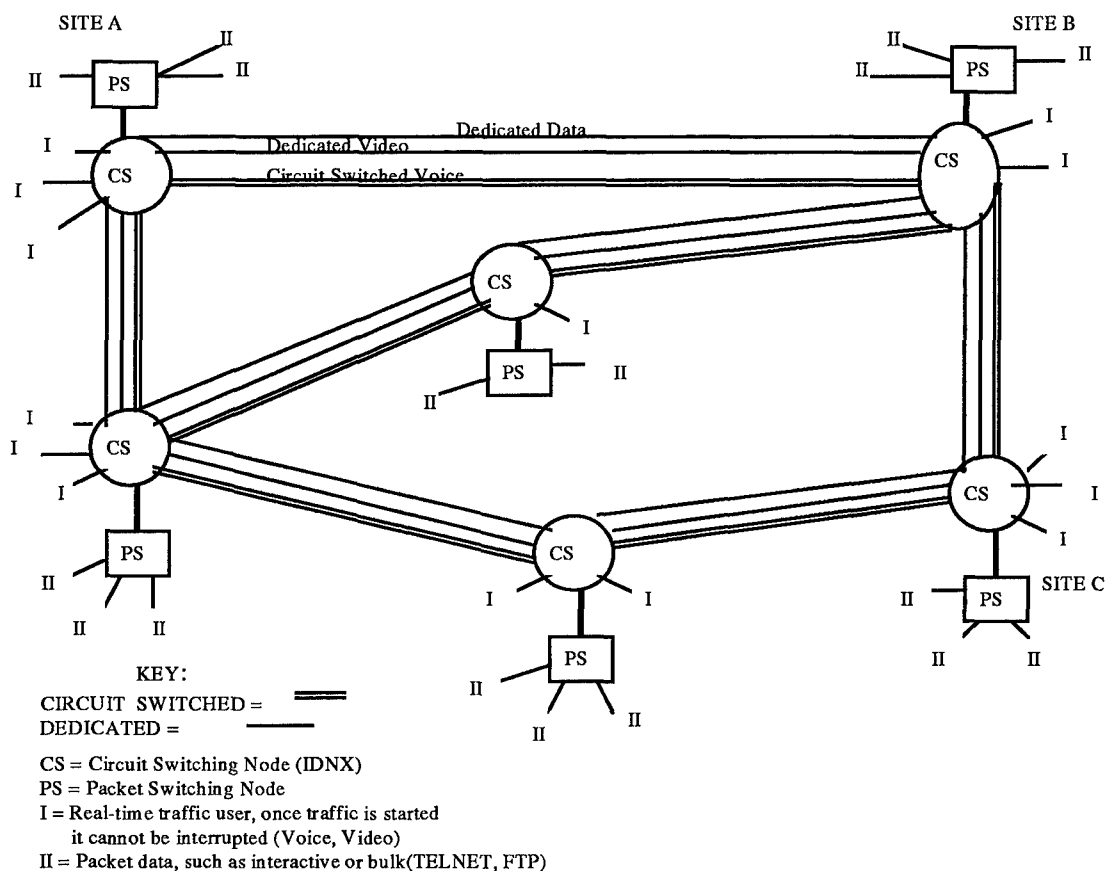 SITE A
SITE B
II
II
II
PS
II
II
II
PS
Dedicated Data
Dedicated Video
Circuit Switched Voice
I
I
I
CS
CS
I
I
CS
I
PS
II
II
I
I
I
CS
PS
II
II
II
CS
I
I
PS
II
II
II
I
I
I
CS
PS
SITE C
II
II
II
KEY:
CIRCUIT SWITCHED =
DEDICATED =
CS = Circuit Switching Node (IDNX)
PS = Packet Switching Node
I = Real-time traffic user, once traffic is started
it cannot be interrupted (Voice, Video)
II = Packet data, such as interactive or bulk(TELNET, FTP)